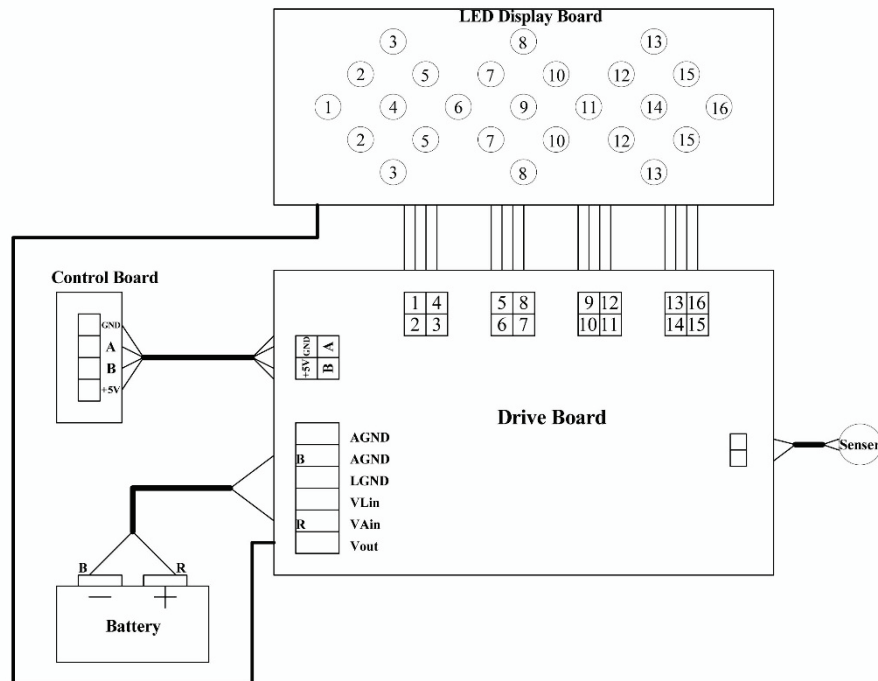 LED Display Board
3 8 13
2 5 7 10 12 15
1 4 6 9 11 14 16
2 5 7 10 12 15
3 8 13
Control Board
GND
A
B
+5V
1 4 5 8 9 12 13 16
2 3 6 7 10 11 14 15
GND A
+5V B
Drive Board
AGND
B AGND
LGND
VLin
R VAin
Vout
Senser
B R
— +
Battery